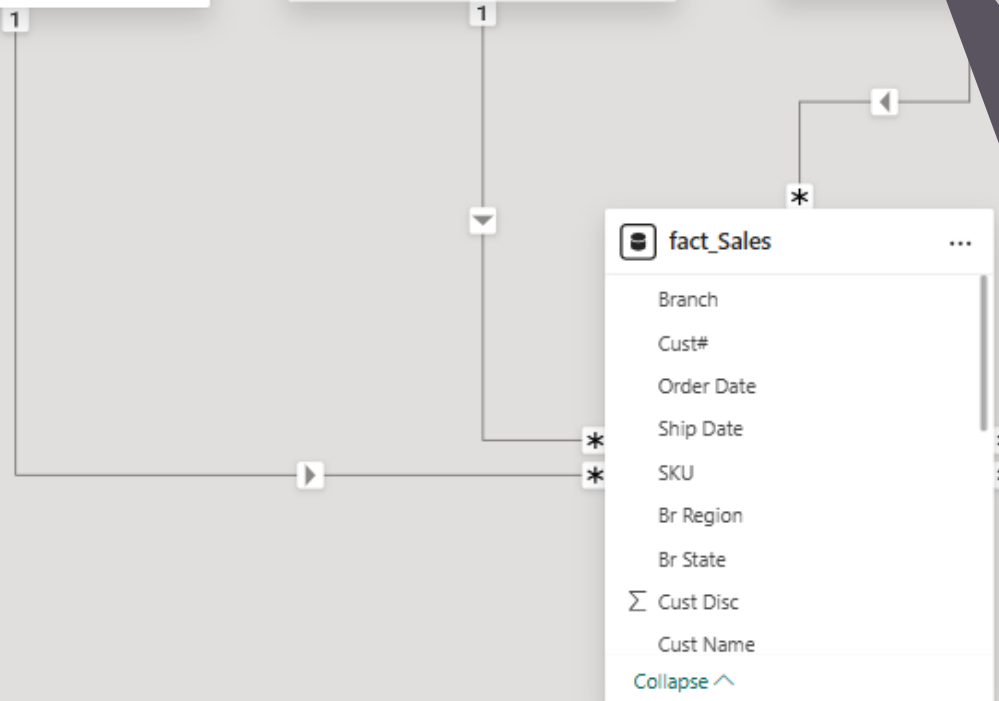 1
1
*
fact_Sales
...
Branch
Cust#
Order Date
Ship Date
*
SKU
*
Br Region
Br State
Σ Cust Disc
Cust Name
Collapse